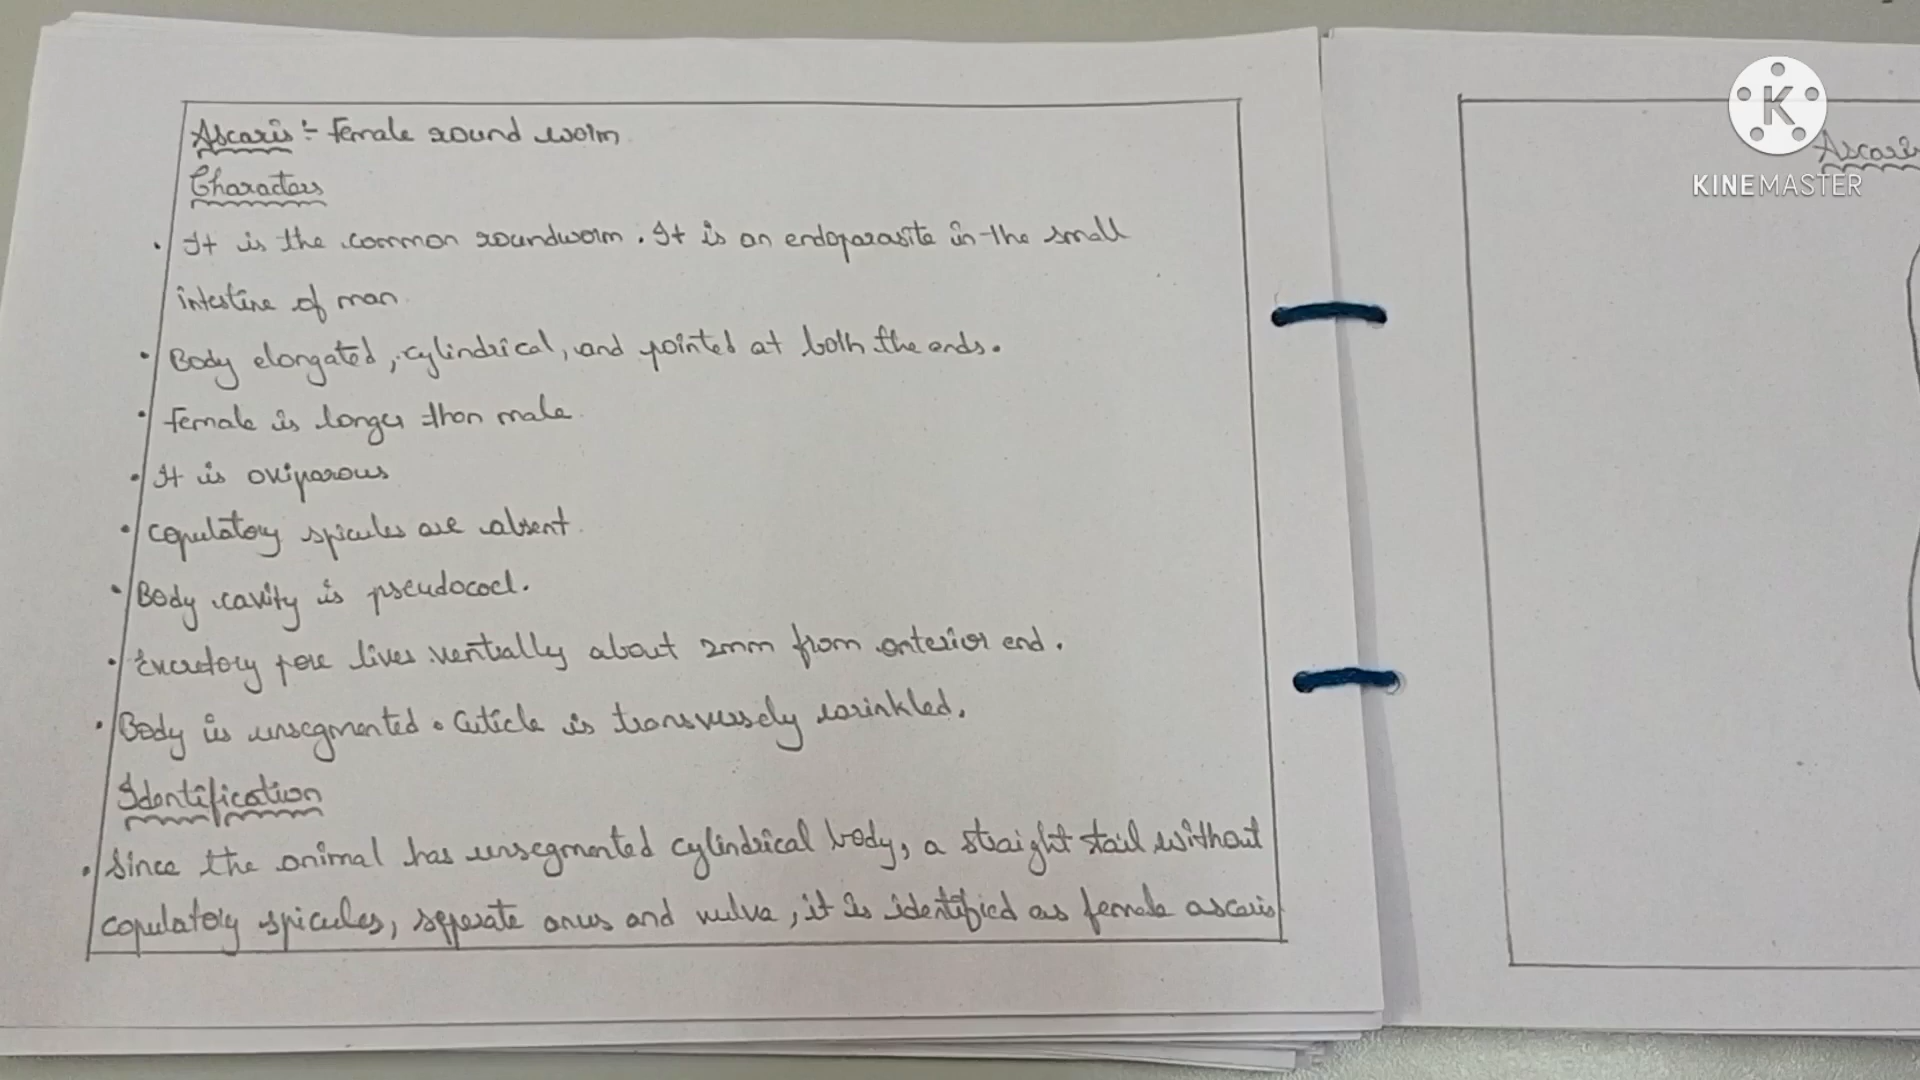 Ascaris :- female round worm
Characters
• It is the common roundworm. It is an endoparasite in the small
intestine of man
• Body elongated, cylindrical, and pointed at both the ends.
• female is longer than male
• It is oviparous
• copulatory spicules are absent.
• Body cavity is pseudocoel.
• Excretory pore lives ventrally about 2mm from anterior end.
• Body is unsegmented. Cuticle is transversely wrinkled.
Identification
• Since the animal has unsegmented cylindrical body, a straight tail without
copulatory spicules, sepperate anus and vulva, it is identified as female ascaris
K
KINEMASTER